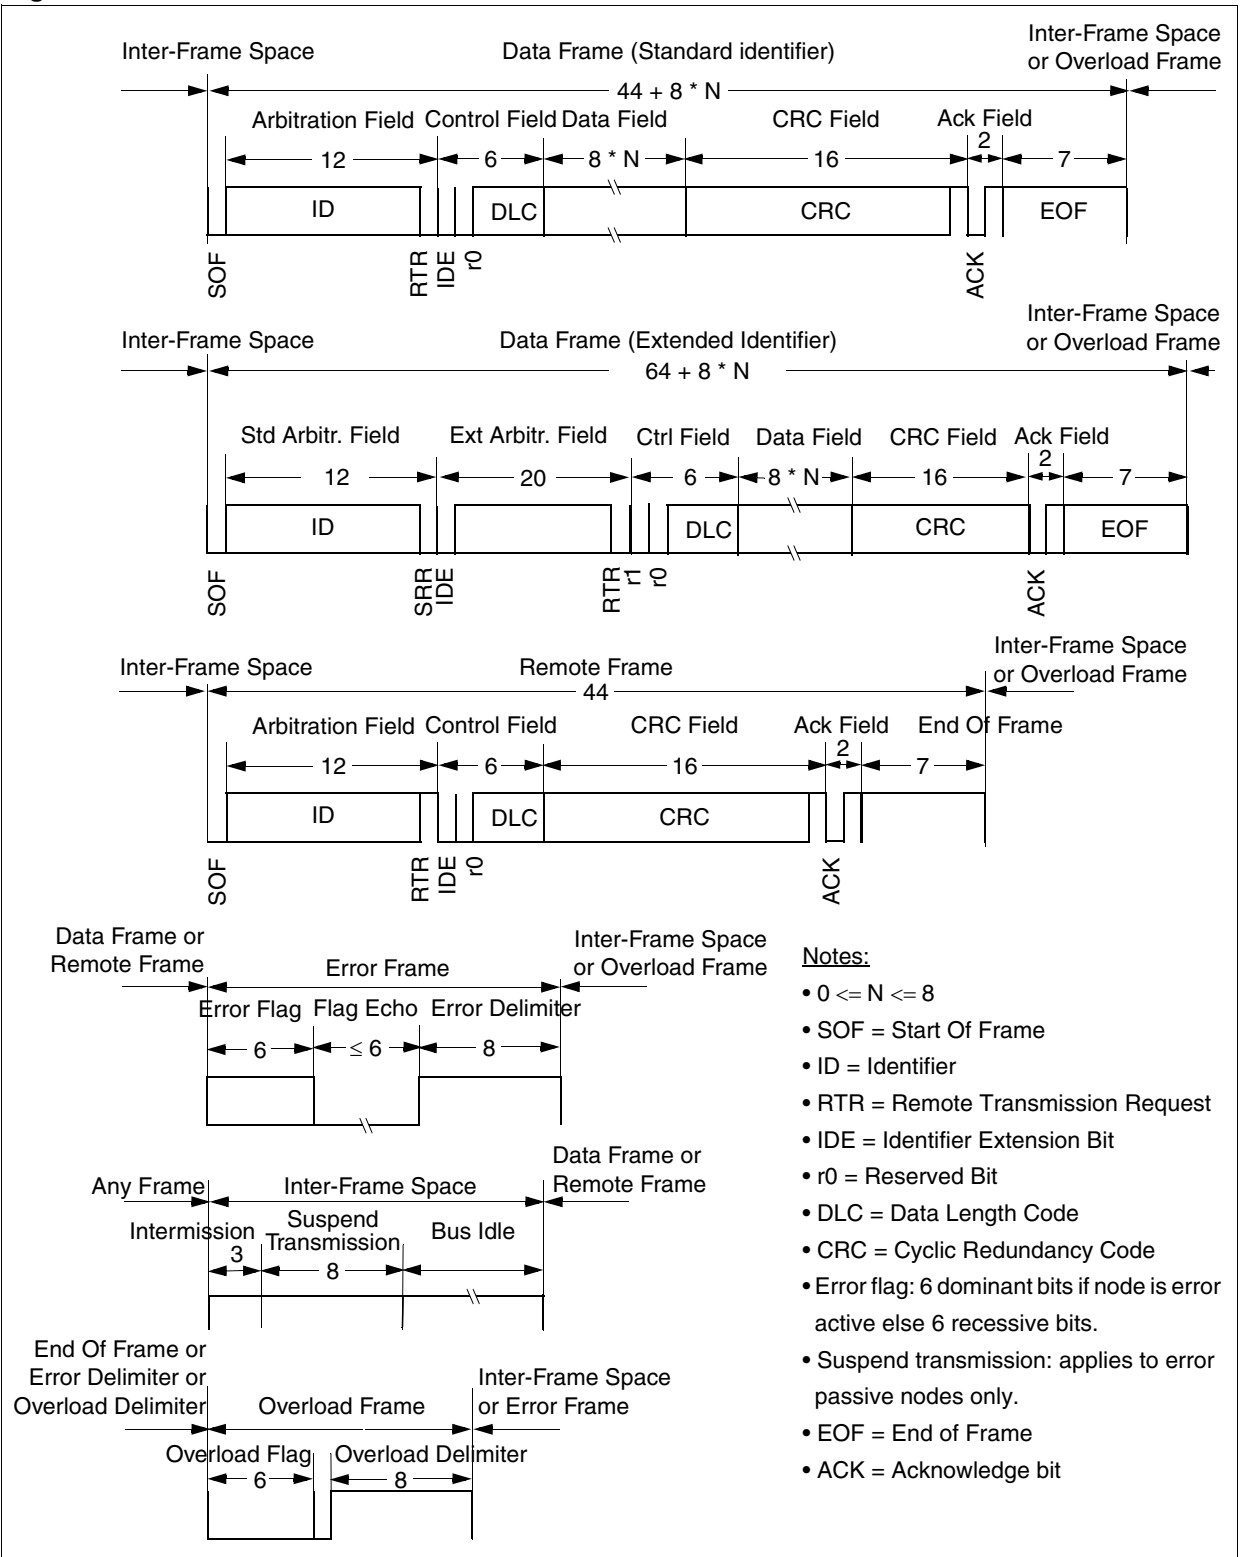 Inter-Frame Space
Data Frame (Standard identifier)
Inter-Frame Space
or Overload Frame
44 + 8 * N
Arbitration Field
Control Field
Data Field
CRC Field
Ack Field
12
6
8 * N
16
2
7
ID
DLC
CRC
EOF
SOF
RTR
IDE
r0
ACK
Inter-Frame Space
Data Frame (Extended Identifier)
Inter-Frame Space
or Overload Frame
64 + 8 * N
Std Arbitr. Field
Ext Arbitr. Field
Ctrl Field
Data Field
CRC Field
Ack Field
12
20
6
8 * N
16
2
7
ID
DLC
CRC
EOF
SOF
SRR
IDE
RTR
r1
r0
ACK
Inter-Frame Space
Remote Frame
Inter-Frame Space
or Overload Frame
44
Arbitration Field
Control Field
CRC Field
Ack Field
End Of Frame
12
6
16
2
7
ID
DLC
CRC
SOF
RTR
IDE
r0
ACK
Data Frame or
Remote Frame
Error Frame
Inter-Frame Space
or Overload Frame
Error Flag
Flag Echo
Error Delimiter
6
≤ 6
8
Any Frame
Inter-Frame Space
Data Frame or
Remote Frame
Intermission
Suspend
Transmission
Bus Idle
3
8
End Of Frame or
Error Delimiter or
Overload Delimiter
Overload Frame
Inter-Frame Space
or Error Frame
Overload Flag
Overload Delimiter
6
8
Notes:
• 0 <= N <= 8
• SOF = Start Of Frame
• ID = Identifier
• RTR = Remote Transmission Request
• IDE = Identifier Extension Bit
• r0 = Reserved Bit
• DLC = Data Length Code
• CRC = Cyclic Redundancy Code
• Error flag: 6 dominant bits if node is error
active else 6 recessive bits.
• Suspend transmission: applies to error
passive nodes only.
• EOF = End of Frame
• ACK = Acknowledge bit